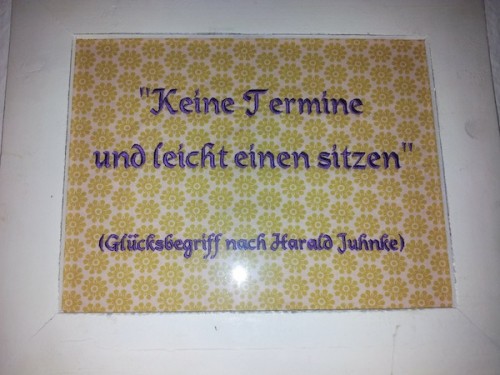 "Keine Termine
und leicht einen sitzen"
(Glücksbegriff nach Harald Juhnke)